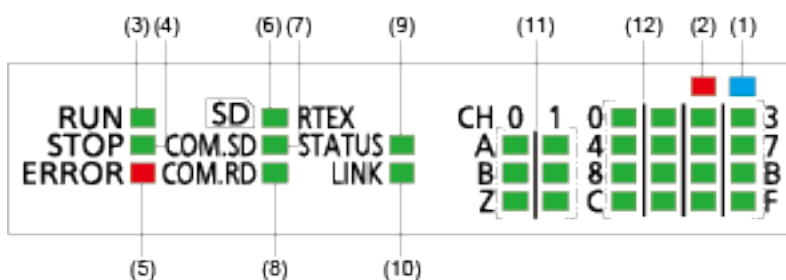 (3) (4) (6) (7) (9) (11) (12) (2) (1)
RUN SD RTEX CH 0 1 0 3
STOP COM.SD STATUS A 4 7
ERROR COM.RD LINK B 8 B
Z C F
(5) (8) (10)